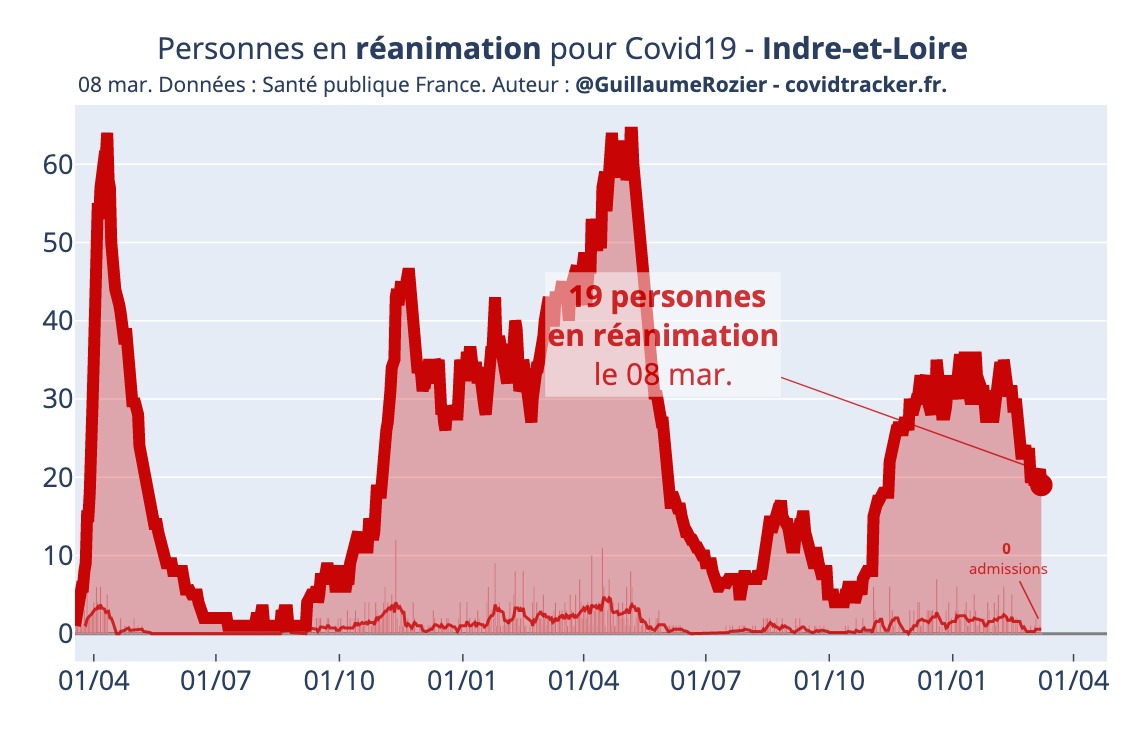 Personnes en réanimation pour Covid19 - Indre-et-Loire
08 mar. Données : Santé publique France. Auteur : @GuillaumeRozier - covidtracker.fr.
60
50
40
30
20
10
0
19 personnes
en réanimation
le 08 mar.
0
admissions
01/04 01/07 01/10 01/01 01/04 01/07 01/10 01/01 01/04